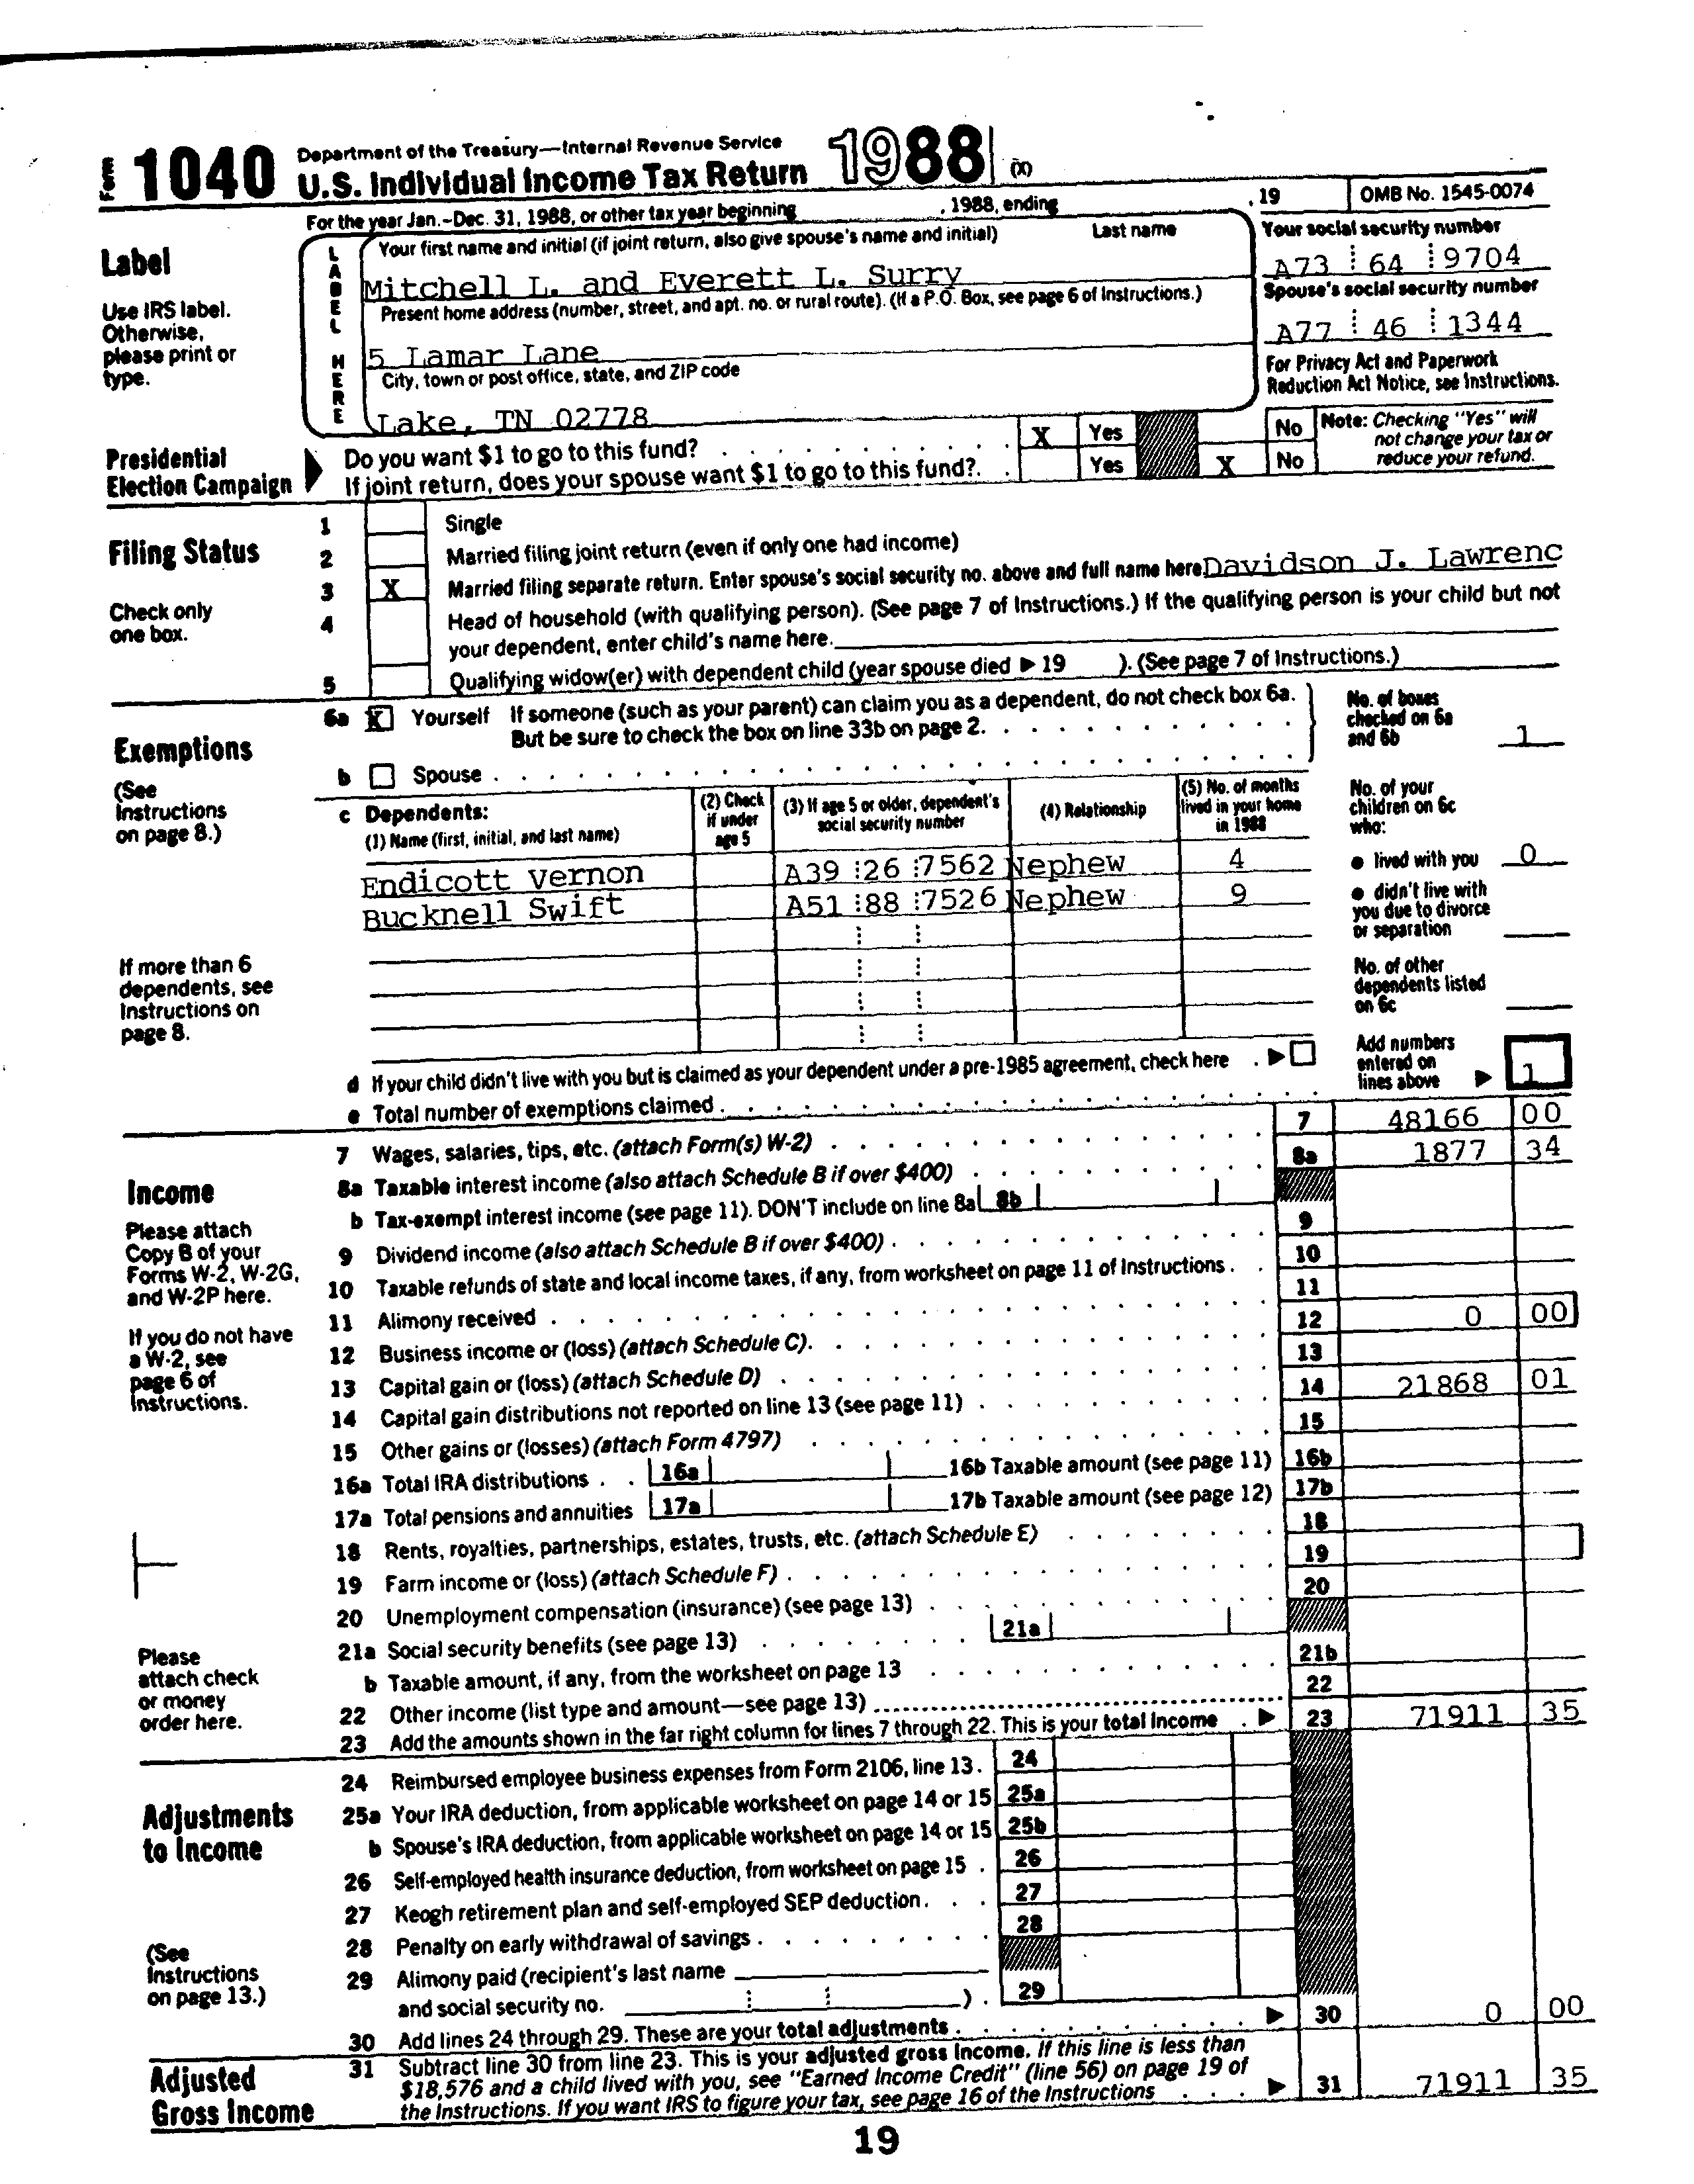 Form 1040 Department of the Treasury—Internal Revenue Service
U.S. Individual Income Tax Return 1988 (X)
For the year Jan.-Dec. 31, 1988, or other tax year beginning , 1988, ending , 19 OMB No. 1545-0074
Label
Use IRS label. Otherwise, please print or type.
LABEL HERE
Your first name and initial (if joint return, also give spouse's name and initial) Last name
Mitchell L. and Everett L. Surry
Your social security number
A73 64 9704
Present home address (number, street, and apt. no. or rural route). (If a P.O. Box, see page 6 of Instructions.)
5 Lamar Lane
Spouse's social security number
A77 46 1344
City, town or post office, state, and ZIP code
Lake, TN 02778
For Privacy Act and Paperwork Reduction Act Notice, see Instructions.
Presidential Election Campaign
Do you want $1 to go to this fund? X Yes No
If joint return, does your spouse want $1 to go to this fund? Yes X No
Note: Checking "Yes" will not change your tax or reduce your refund.
Filing Status
Check only one box.
1 Single
2 Married filing joint return (even if only one had income)
3 X Married filing separate return. Enter spouse's social security no. above and full name here Davidson J. Lawrenc
4 Head of household (with qualifying person). (See page 7 of Instructions.) If the qualifying person is your child but not
your dependent, enter child's name here.
5 Qualifying widow(er) with dependent child (year spouse died ▶ 19 ). (See page 7 of Instructions.)
Exemptions
(See Instructions on page 8.)
6a X Yourself If someone (such as your parent) can claim you as a dependent, do not check box 6a.
But be sure to check the box on line 33b on page 2.
b Spouse
No. of boxes checked on 6a and 6b 1
c Dependents:
(1) Name (first, initial, and last name)
(2) Check if under age 5
(3) If age 5 or older, dependent's social security number
(4) Relationship
(5) No. of months lived in your home in 1988
Endicott Vernon A39 26 7562 Nephew 4
Bucknell Swift A51 88 7526 Nephew 9
No. of your children on 6c who:
● lived with you 0
● didn't live with you due to divorce or separation
No. of other dependents listed on 6c
If more than 6 dependents, see Instructions on page 8.
d If your child didn't live with you but is claimed as your dependent under a pre-1985 agreement, check here ▶
e Total number of exemptions claimed
Add numbers entered on lines above ▶ 1
Income
Please attach Copy B of your Forms W-2, W-2G, and W-2P here.
If you do not have a W-2, see page 6 of Instructions.
Please attach check or money order here.
7 Wages, salaries, tips, etc. (attach Form(s) W-2) 7 48166 00
8a Taxable interest income (also attach Schedule B if over $400) 8a 1877 34
b Tax-exempt interest income (see page 11). DON'T include on line 8a 8b
9 Dividend income (also attach Schedule B if over $400) 9
10 Taxable refunds of state and local income taxes, if any, from worksheet on page 11 of Instructions 10
11 Alimony received 11
12 Business income or (loss) (attach Schedule C) 12 0 00
13 Capital gain or (loss) (attach Schedule D) 13
14 Capital gain distributions not reported on line 13 (see page 11) 14 21868 01
15 Other gains or (losses) (attach Form 4797) 15
16a Total IRA distributions 16a 16b Taxable amount (see page 11) 16b
17a Total pensions and annuities 17a 17b Taxable amount (see page 12) 17b
18 Rents, royalties, partnerships, estates, trusts, etc. (attach Schedule E) 18
19 Farm income or (loss) (attach Schedule F) 19
20 Unemployment compensation (insurance) (see page 13) 20
21a Social security benefits (see page 13) 21a
b Taxable amount, if any, from the worksheet on page 13 21b
22 Other income (list type and amount—see page 13) 22
23 Add the amounts shown in the far right column for lines 7 through 22. This is your total income ▶ 23 71911 35
Adjustments to Income
(See Instructions on page 13.)
24 Reimbursed employee business expenses from Form 2106, line 13. 24
25a Your IRA deduction, from applicable worksheet on page 14 or 15 25a
b Spouse's IRA deduction, from applicable worksheet on page 14 or 15 25b
26 Self-employed health insurance deduction, from worksheet on page 15 26
27 Keogh retirement plan and self-employed SEP deduction 27
28 Penalty on early withdrawal of savings 28
29 Alimony paid (recipient's last name
and social security no. ) 29
30 Add lines 24 through 29. These are your total adjustments ▶ 30 0 00
Adjusted Gross Income
31 Subtract line 30 from line 23. This is your adjusted gross income. If this line is less than
$18,576 and a child lived with you, see "Earned Income Credit" (line 56) on page 19 of
the Instructions. If you want IRS to figure your tax, see page 16 of the Instructions ▶ 31 71911 35
19